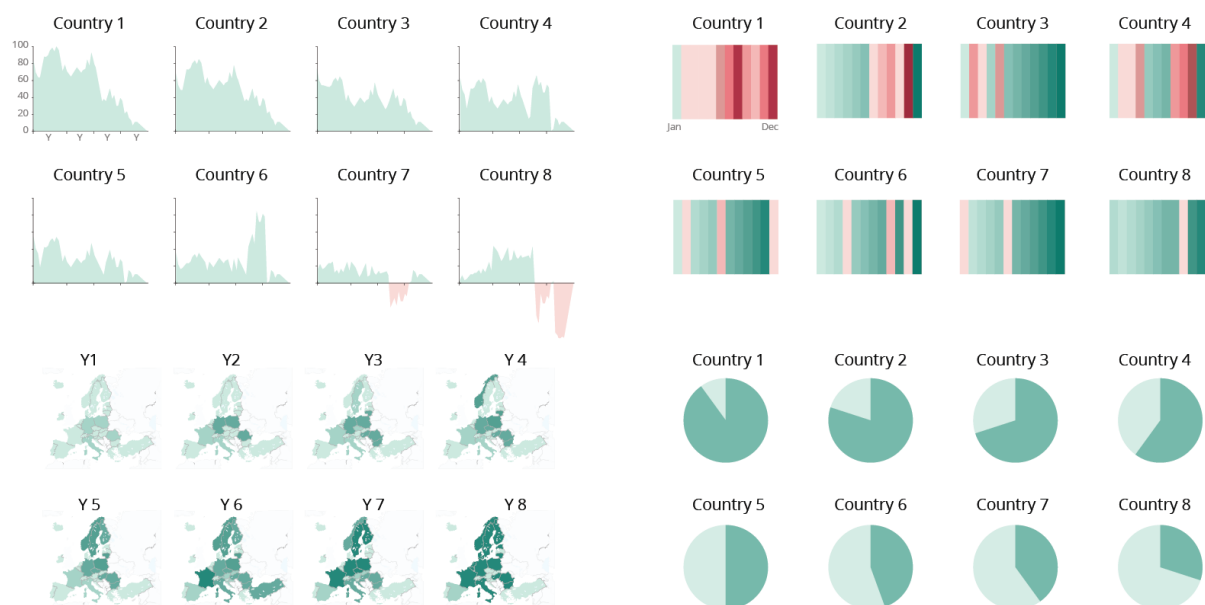 Country 1 Country 2 Country 3 Country 4
100
80
60
40
20
0
Y Y Y Y
Country 5 Country 6 Country 7 Country 8
Y1 Y2 Y3 Y 4
Y 5 Y 6 Y 7 Y 8
Country 1 Country 2 Country 3 Country 4
Jan Dec
Country 5 Country 6 Country 7 Country 8
Country 1 Country 2 Country 3 Country 4
Country 5 Country 6 Country 7 Country 8